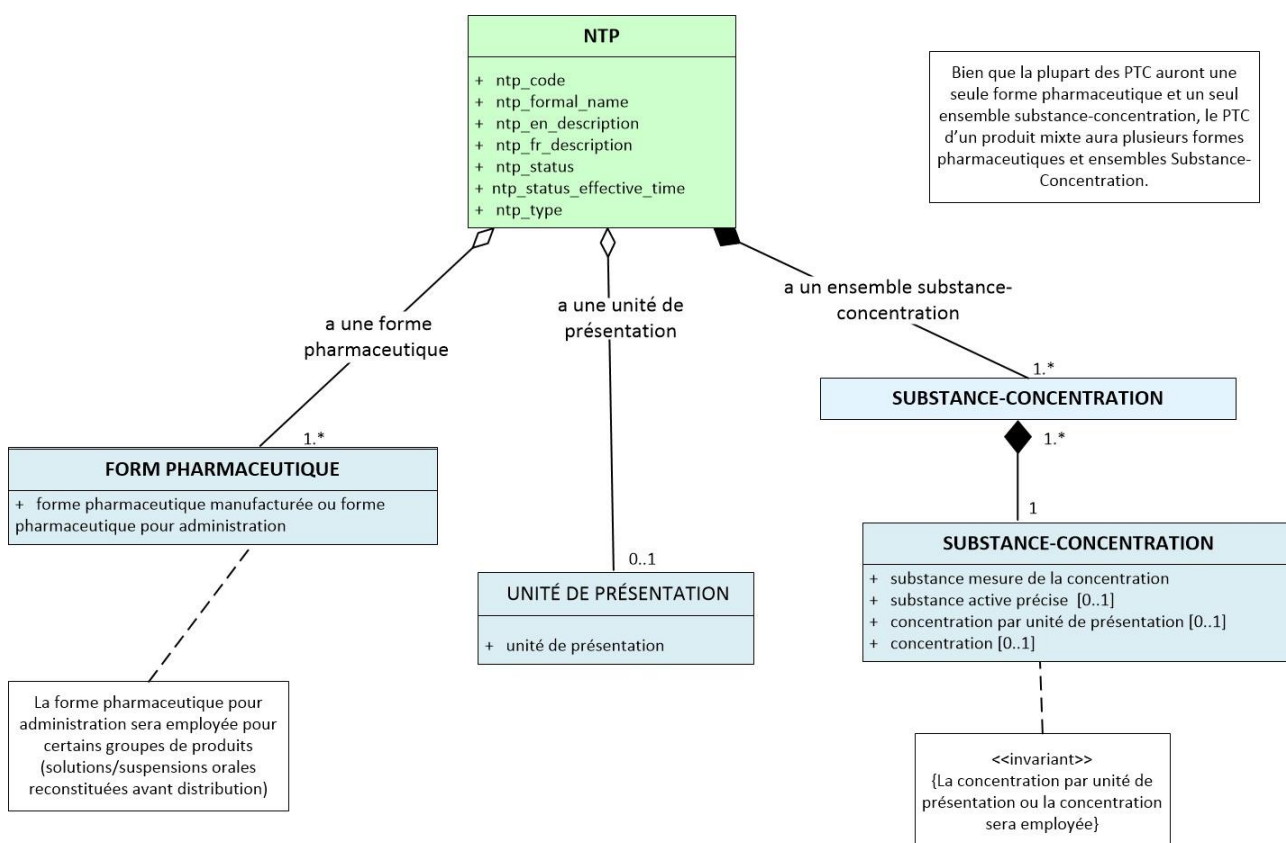 NTP
+ ntp_code
+ ntp_formal_name
+ ntp_en_description
+ ntp_fr_description
+ ntp_status
+ ntp_status_effective_time
+ ntp_type
Bien que la plupart des PTC auront une
seule forme pharmaceutique et un seul
ensemble substance-concentration, le PTC
d'un produit mixte aura plusieurs formes
pharmaceutiques et ensembles Substance-
Concentration.
a une forme
pharmaceutique
a une unité de
présentation
a un ensemble substance-
concentration
1.*
SUBSTANCE-CONCENTRATION
1.*
1
1.*
FORM PHARMACEUTIQUE
+ forme pharmaceutique manufacturée ou forme
pharmaceutique pour administration
0..1
UNITÉ DE PRÉSENTATION
+ unité de présentation
SUBSTANCE-CONCENTRATION
+ substance mesure de la concentration
+ substance active précise [0..1]
+ concentration par unité de présentation [0..1]
+ concentration [0..1]
La forme pharmaceutique pour
administration sera employée pour
certains groupes de produits
(solutions/suspensions orales
reconstituées avant distribution)
<<invariant>>
{La concentration par unité de
présentation ou la concentration
sera employée}